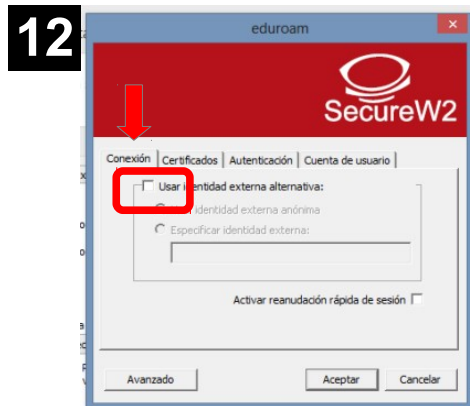 12
eduroam
SecureW2
Conexión Certificados Autenticación Cuenta de usuario
Usar identidad externa alternativa:
identidad externa anónima
Especificar identidad externa:
Activar reanudación rápida de sesión
Avanzado Aceptar Cancelar